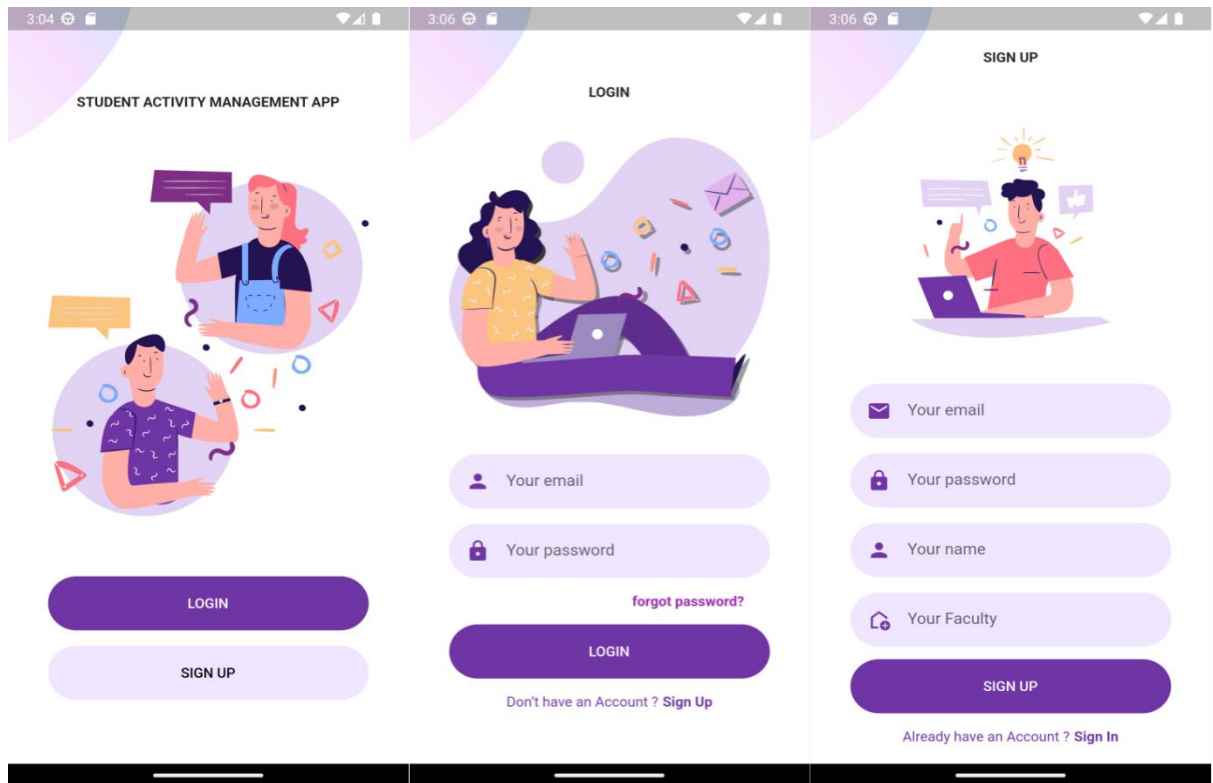 3:04
STUDENT ACTIVITY MANAGEMENT APP
LOGIN
SIGN UP
3:06
LOGIN
Your email
Your password
forgot password?
LOGIN
Don't have an Account ? Sign Up
3:06
SIGN UP
Your email
Your password
Your name
Your Faculty
SIGN UP
Already have an Account ? Sign In